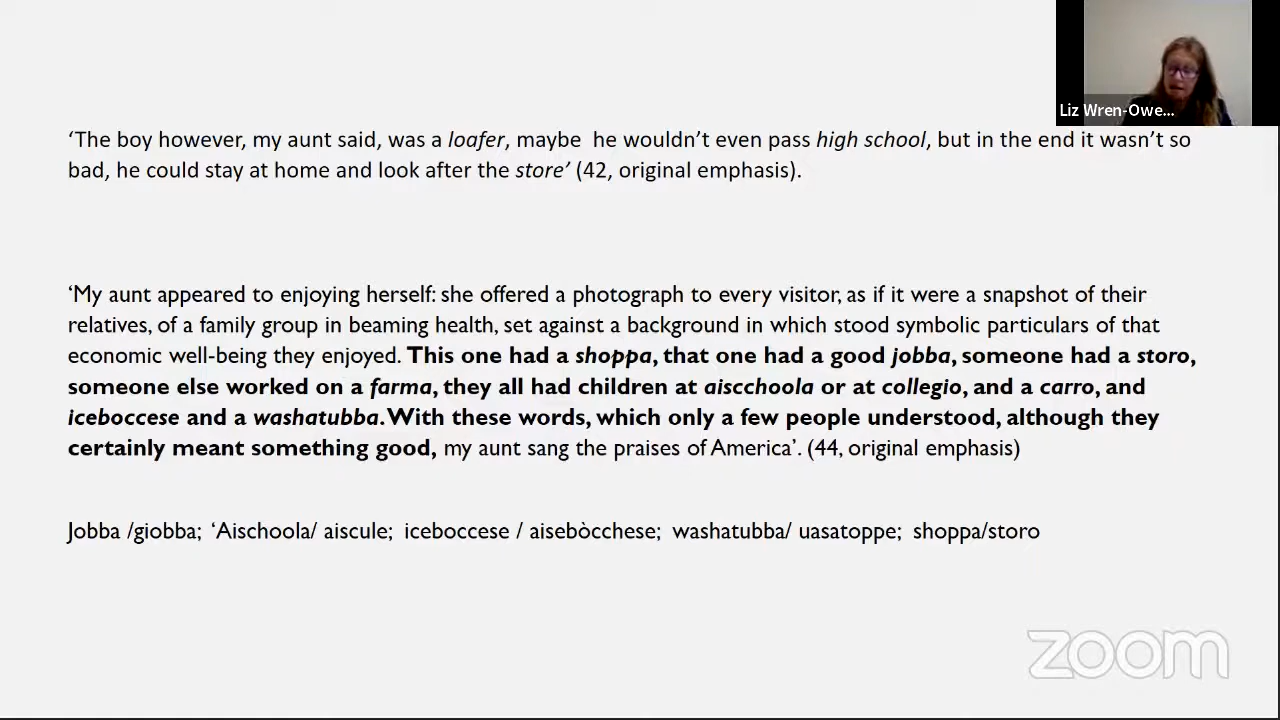 Liz Wren-Owe...
‘The boy however, my aunt said, was a loafer, maybe he wouldn’t even pass high school, but in the end it wasn’t so
bad, he could stay at home and look after the store’ (42, original emphasis).
‘My aunt appeared to enjoying herself: she offered a photograph to every visitor, as if it were a snapshot of their
relatives, of a family group in beaming health, set against a background in which stood symbolic particulars of that
economic well-being they enjoyed. This one had a shoppa, that one had a good jobba, someone had a storo,
someone else worked on a farma, they all had children at aiscchoola or at collegio, and a carro, and
iceboccese and a washatubba. With these words, which only a few people understood, although they
certainly meant something good, my aunt sang the praises of America’. (44, original emphasis)
Jobba /giobba; ‘Aischoola/ aiscule; iceboccese / aisebòcchese; washatubba/ uasatoppe; shoppa/storo
zoom